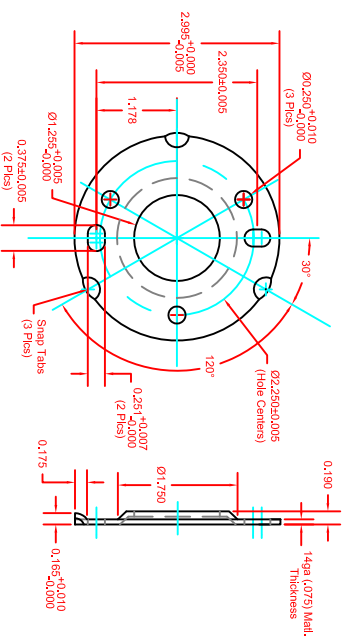 2.995+0.000
-0.005
2.350±0.005
1.178
Ø0.250+0.010
-0.000
(3 Plcs)
Ø1.255+0.005
-0.000
0.375±0.005
(2 Plcs)
30°
120°
Snap Tabs
(3 Plcs)
0.251+0.007
-0.000
(2 Plcs)
Ø2.250±0.005
(Hole Centers)
0.175
Ø1.750
0.190
0.165+0.010
-0.000
14ga (.075) Matl.
Thickness